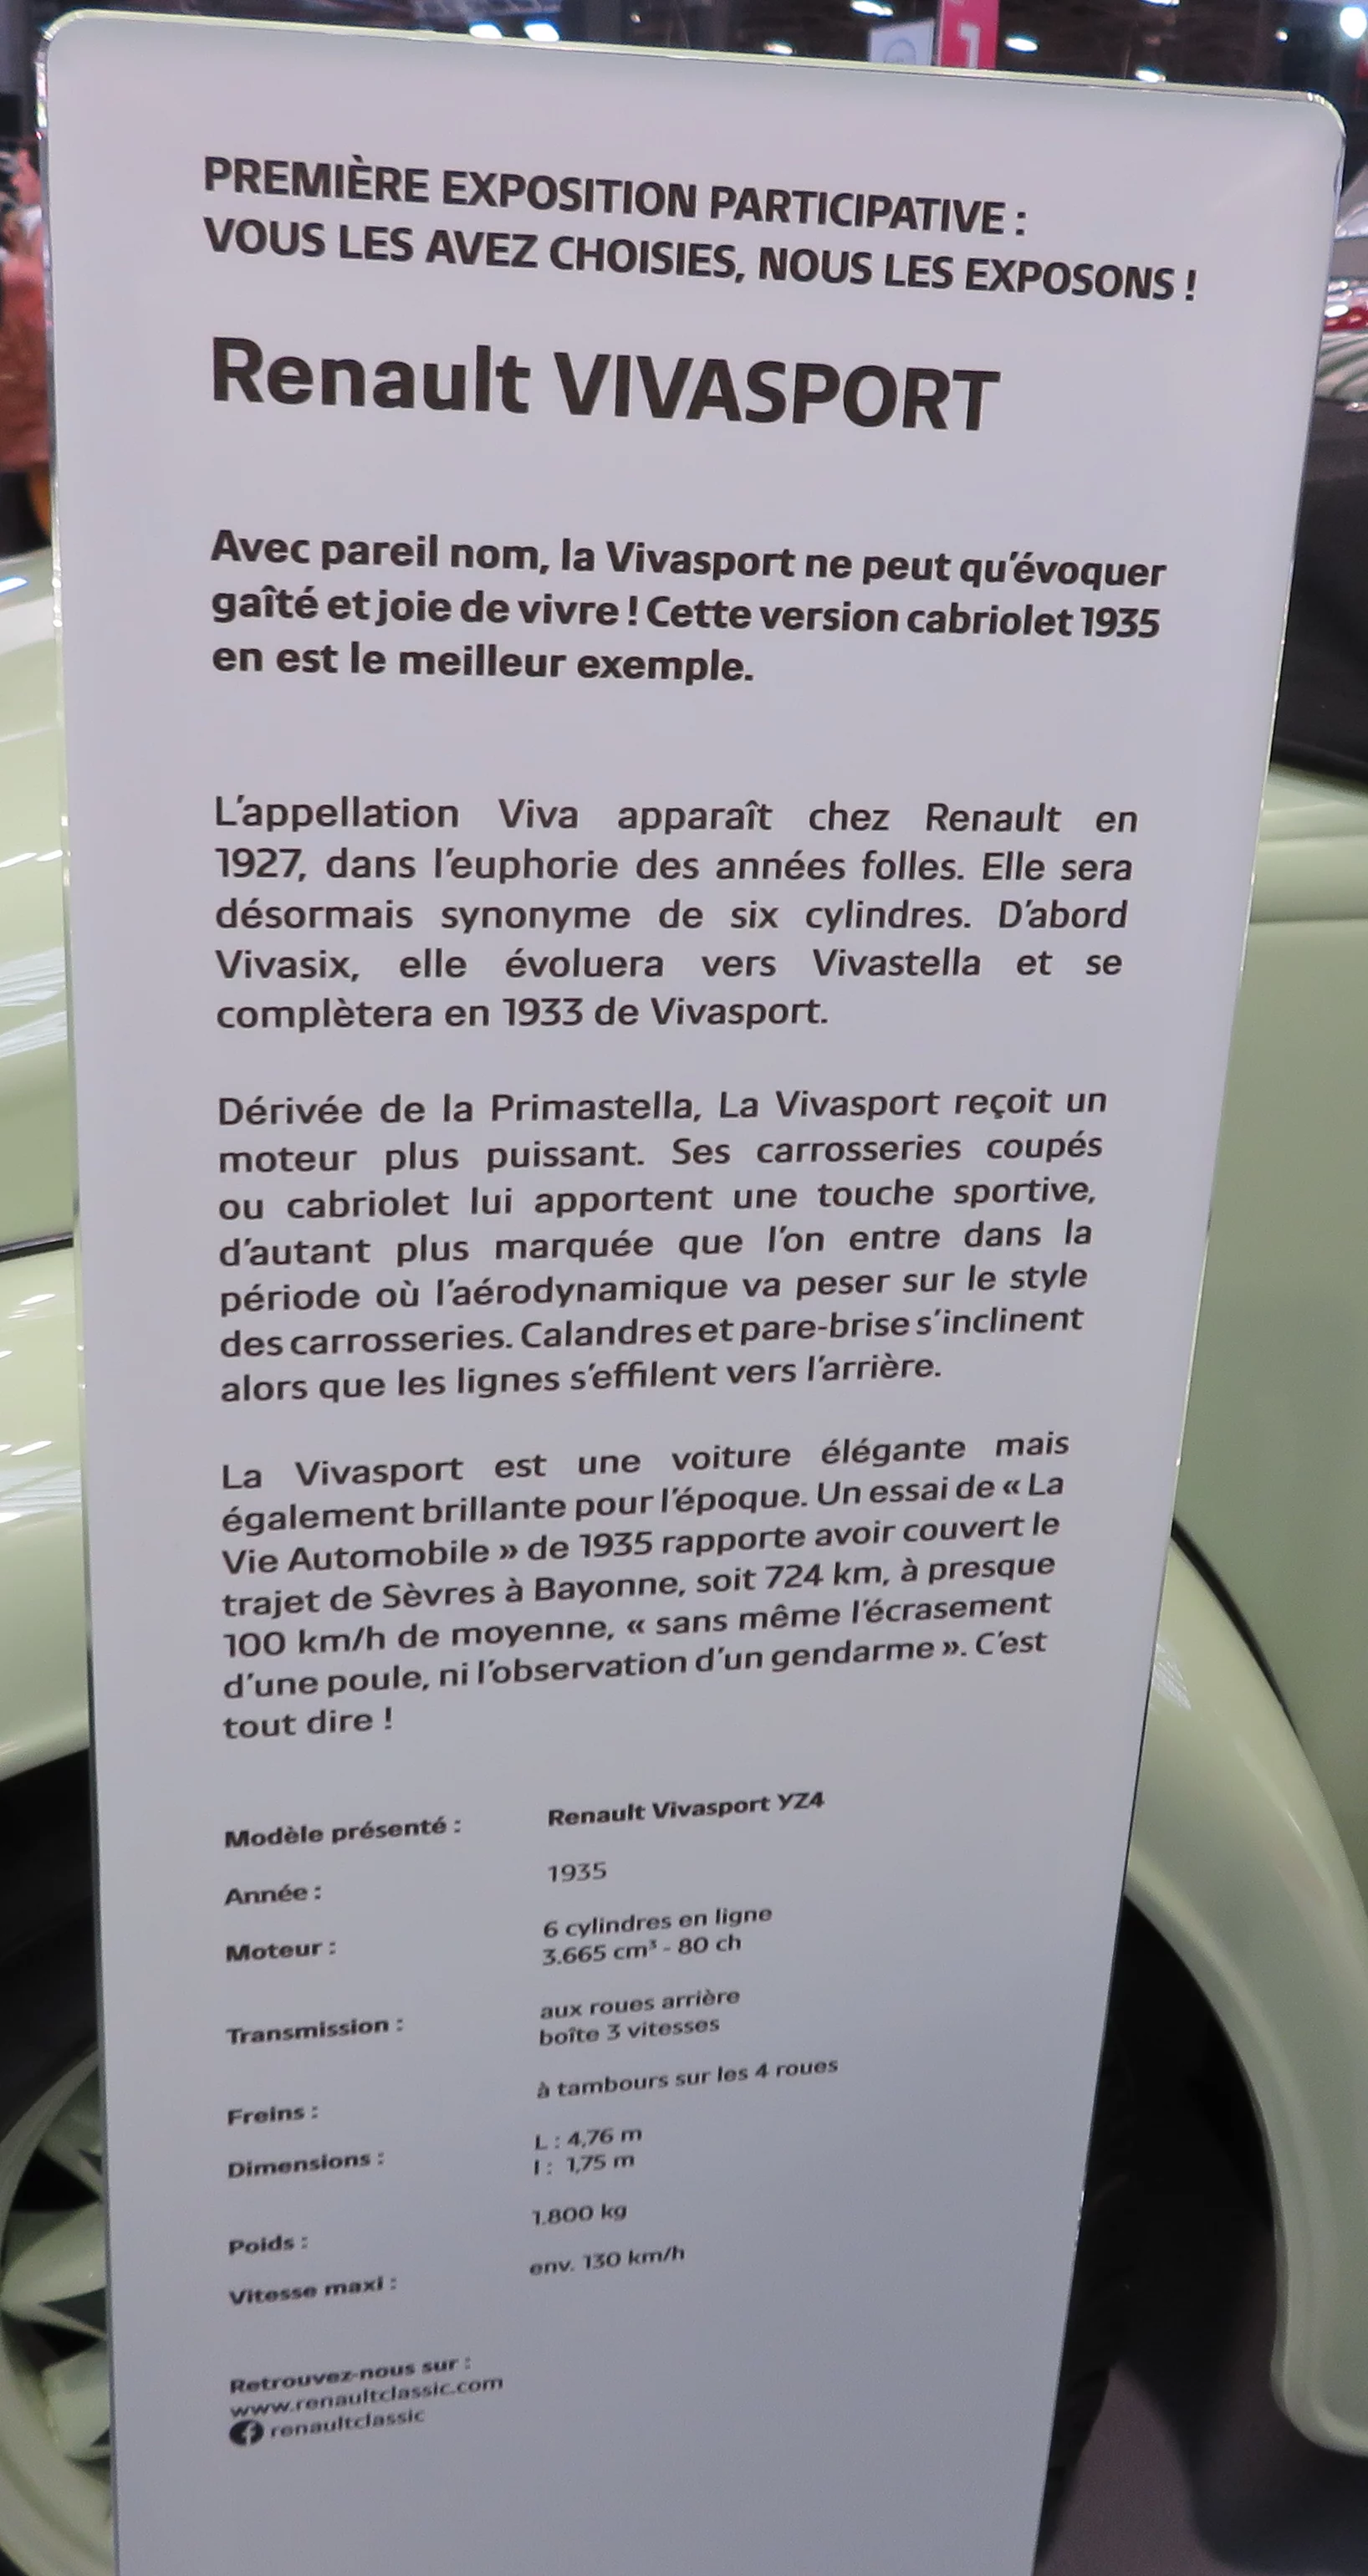 PREMIÈRE EXPOSITION PARTICIPATIVE :
VOUS LES AVEZ CHOISIES, NOUS LES EXPOSONS !
Renault VIVASPORT
Avec pareil nom, la Vivasport ne peut qu'évoquer
gaîté et joie de vivre ! Cette version cabriolet 1935
en est le meilleur exemple.
L'appellation Viva apparaît chez Renault en
1927, dans l'euphorie des années folles. Elle sera
désormais synonyme de six cylindres. D'abord
Vivasix, elle évoluera vers Vivastella et se
complètera en 1933 de Vivasport.
Dérivée de la Primastella, La Vivasport reçoit un
moteur plus puissant. Ses carrosseries coupés
ou cabriolet lui apportent une touche sportive,
d'autant plus marquée que l'on entre dans la
période où l'aérodynamique va peser sur le style
des carrosseries. Calandres et pare-brise s'inclinent
alors que les lignes s'effilent vers l'arrière.
La Vivasport est une voiture élégante mais
également brillante pour l'époque. Un essai de « La
Vie Automobile » de 1935 rapporte avoir couvert le
trajet de Sèvres à Bayonne, soit 724 km, à presque
100 km/h de moyenne, « sans même l'écrasement
d'une poule, ni l'observation d'un gendarme ». C'est
tout dire !
Modèle présenté : Renault Vivasport YZ4
Année : 1935
Moteur : 6 cylindres en ligne
3.665 cm³ - 80 ch
Transmission : aux roues arrière
boîte 3 vitesses
Freins : à tambours sur les 4 roues
Dimensions : L : 4,76 m
l : 1,75 m
Poids : 1.800 kg
Vitesse maxi : env. 130 km/h
Retrouvez-nous sur :
www.renaultclassic.com
renaultclassic